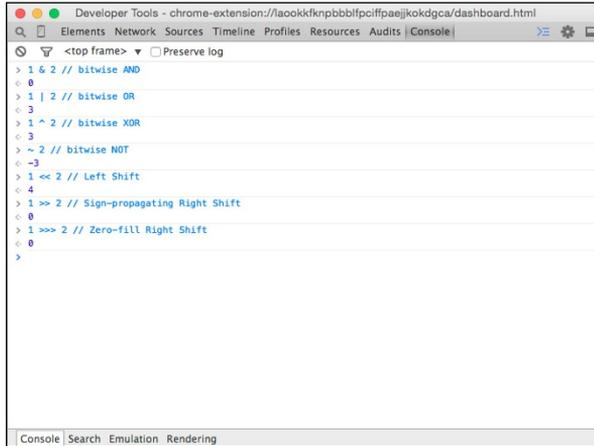 Developer Tools - chrome-extension://laookkfknpbbblfpciffpaejjkokdgca/dashboard.html
Elements Network Sources Timeline Profiles Resources Audits Console
<top frame> ▼ Preserve log
> 1 & 2 // bitwise AND
0
> 1 | 2 // bitwise OR
3
> 1 ^ 2 // bitwise XOR
3
> ~ 2 // bitwise NOT
-3
> 1 << 2 // Left Shift
4
> 1 >> 2 // Sign-propagating Right Shift
0
> 1 >>> 2 // Zero-fill Right Shift
0
>
Console Search Emulation Rendering